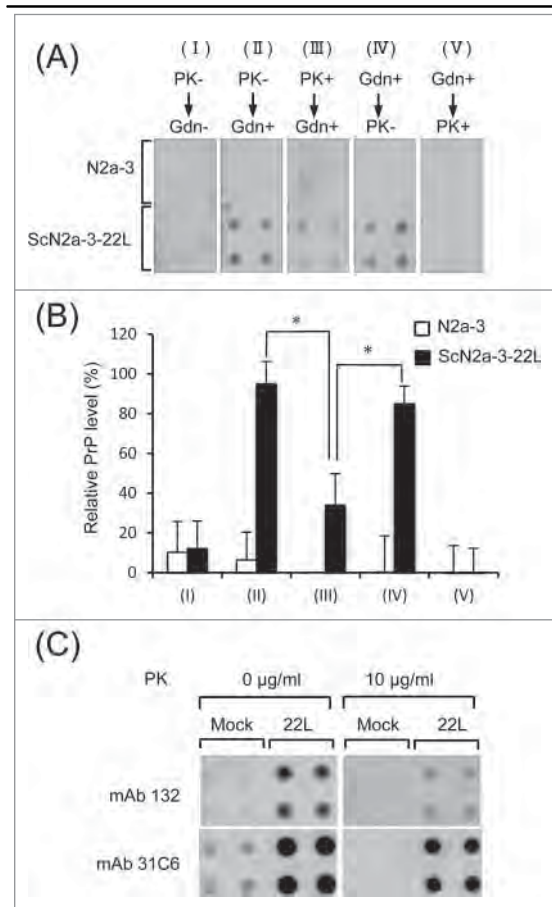 (A)
(I) (II) (III) (IV) (V)
PK- PK- PK+ Gdn+ Gdn+
Gdn- Gdn+ Gdn+ PK- PK+
N2a-3
ScN2a-3-22L
(B)
Relative PrP level (%)
120
100
80
60
40
20
0
* *
N2a-3
ScN2a-3-22L
(I) (II) (III) (IV) (V)
(C)
PK 0 µg/ml 10 µg/ml
Mock 22L Mock 22L
mAb 132
mAb 31C6